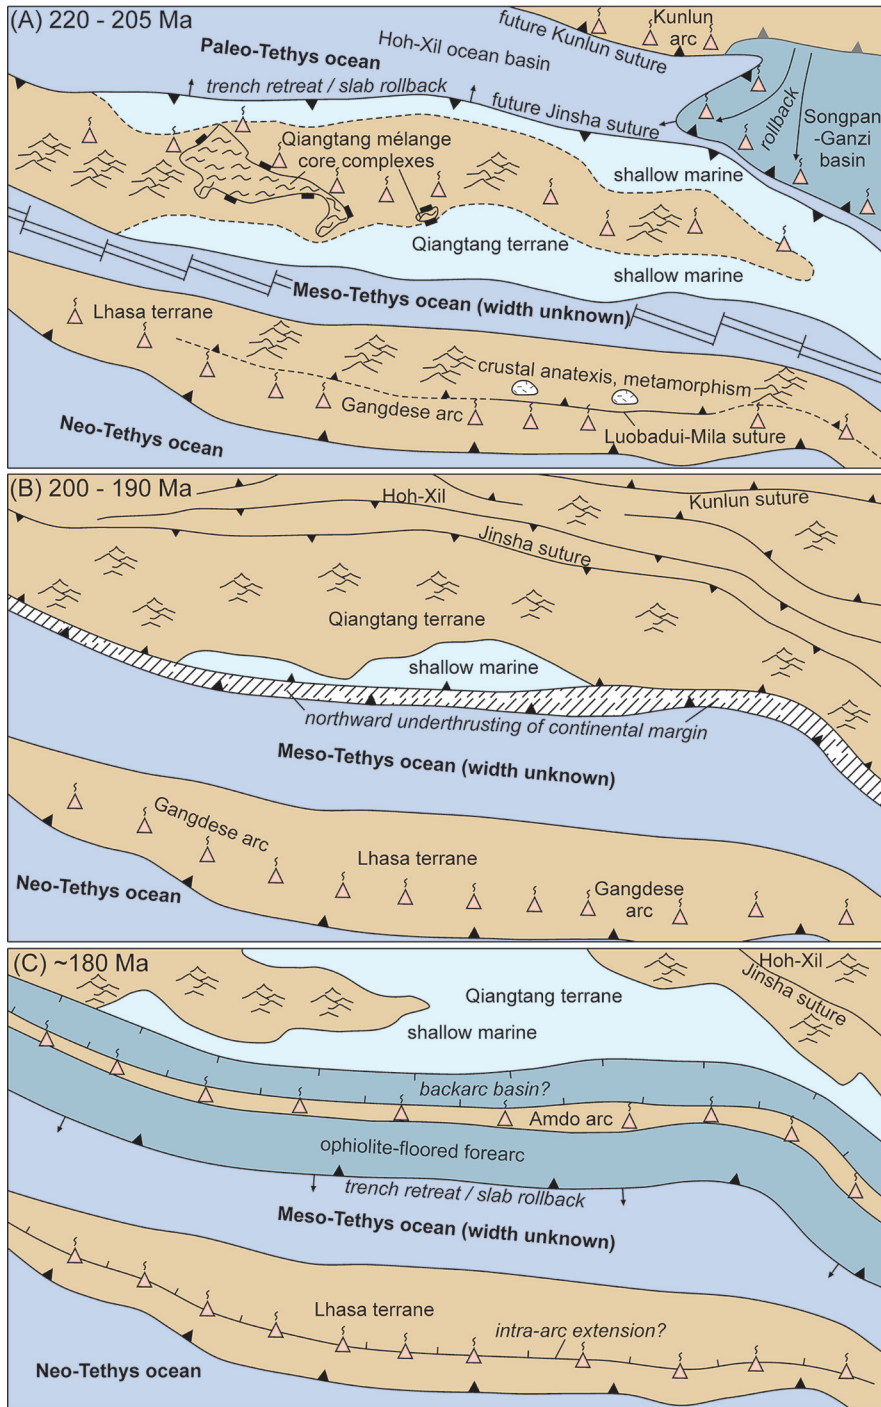 (A) 220 - 205 Ma
Paleo-Tethys ocean
Hoh-Xil ocean basin
future Kunlun suture
Kunlun
arc
trench retreat / slab rollback
future Jinsha suture
rollback
Songpan
-Ganzi
basin
Qiangtang mélange
core complexes
shallow marine
Qiangtang terrane
shallow marine
Meso-Tethys ocean (width unknown)
Lhasa terrane
crustal anatexis, metamorphism
Gangdese arc
Luobadui-Mila suture
Neo-Tethys ocean
(B) 200 - 190 Ma
Hoh-Xil
Kunlun suture
Jinsha suture
Qiangtang terrane
shallow marine
northward underthrusting of continental margin
Meso-Tethys ocean (width unknown)
Gangdese arc
Lhasa terrane
Neo-Tethys ocean
Gangdese
arc
(C) ~180 Ma
Hoh-Xil
Jinsha suture
Qiangtang terrane
shallow marine
backarc basin?
Amdo arc
ophiolite-floored forearc
trench retreat / slab rollback
Meso-Tethys ocean (width unknown)
Lhasa terrane
intra-arc extension?
Neo-Tethys ocean